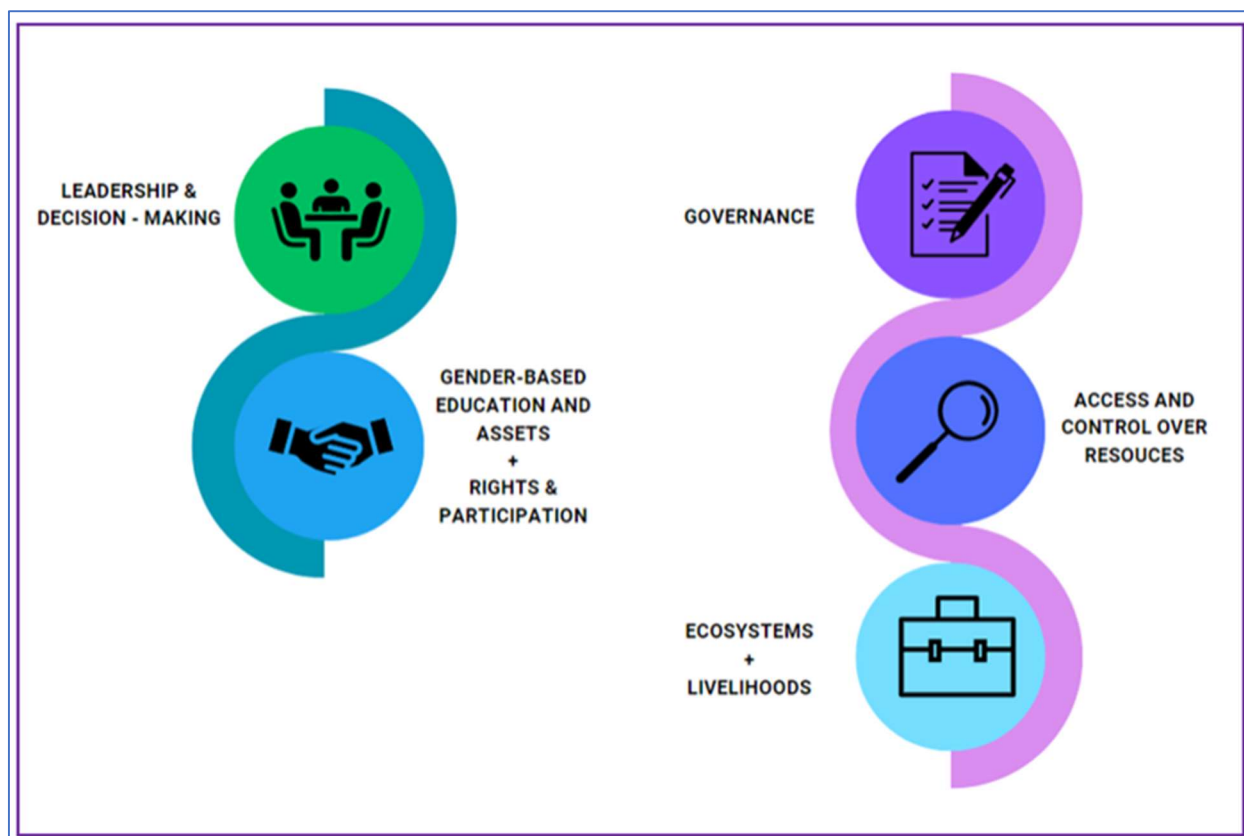 LEADERSHIP &
DECISION - MAKING
GENDER-BASED
EDUCATION AND
ASSETS
+
RIGHTS &
PARTICIPATION
GOVERNANCE
ACCESS AND
CONTROL OVER
RESOUCES
ECOSYSTEMS
+
LIVELIHOODS